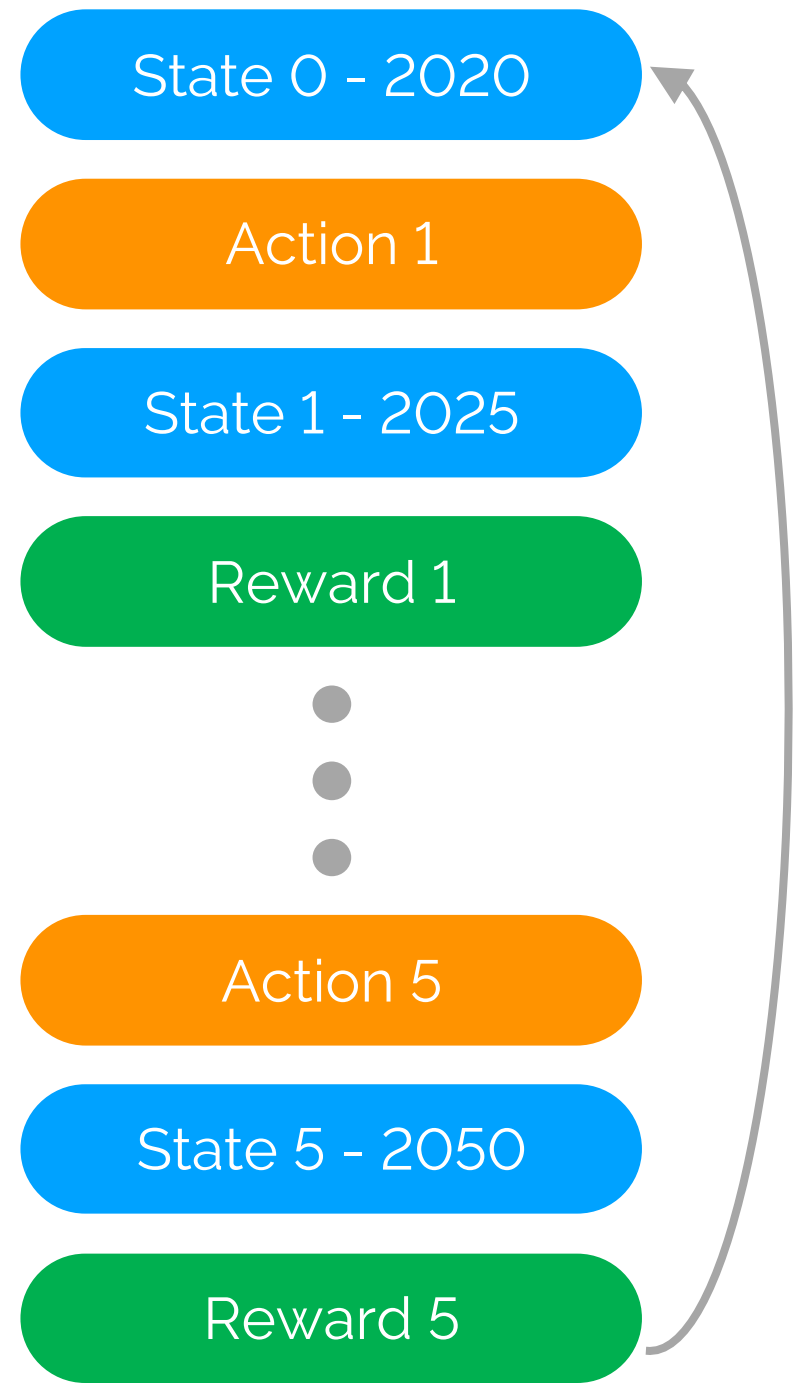 State 0 - 2020
Action 1
State 1 - 2025
Reward 1
Action 5
State 5 - 2050
Reward 5